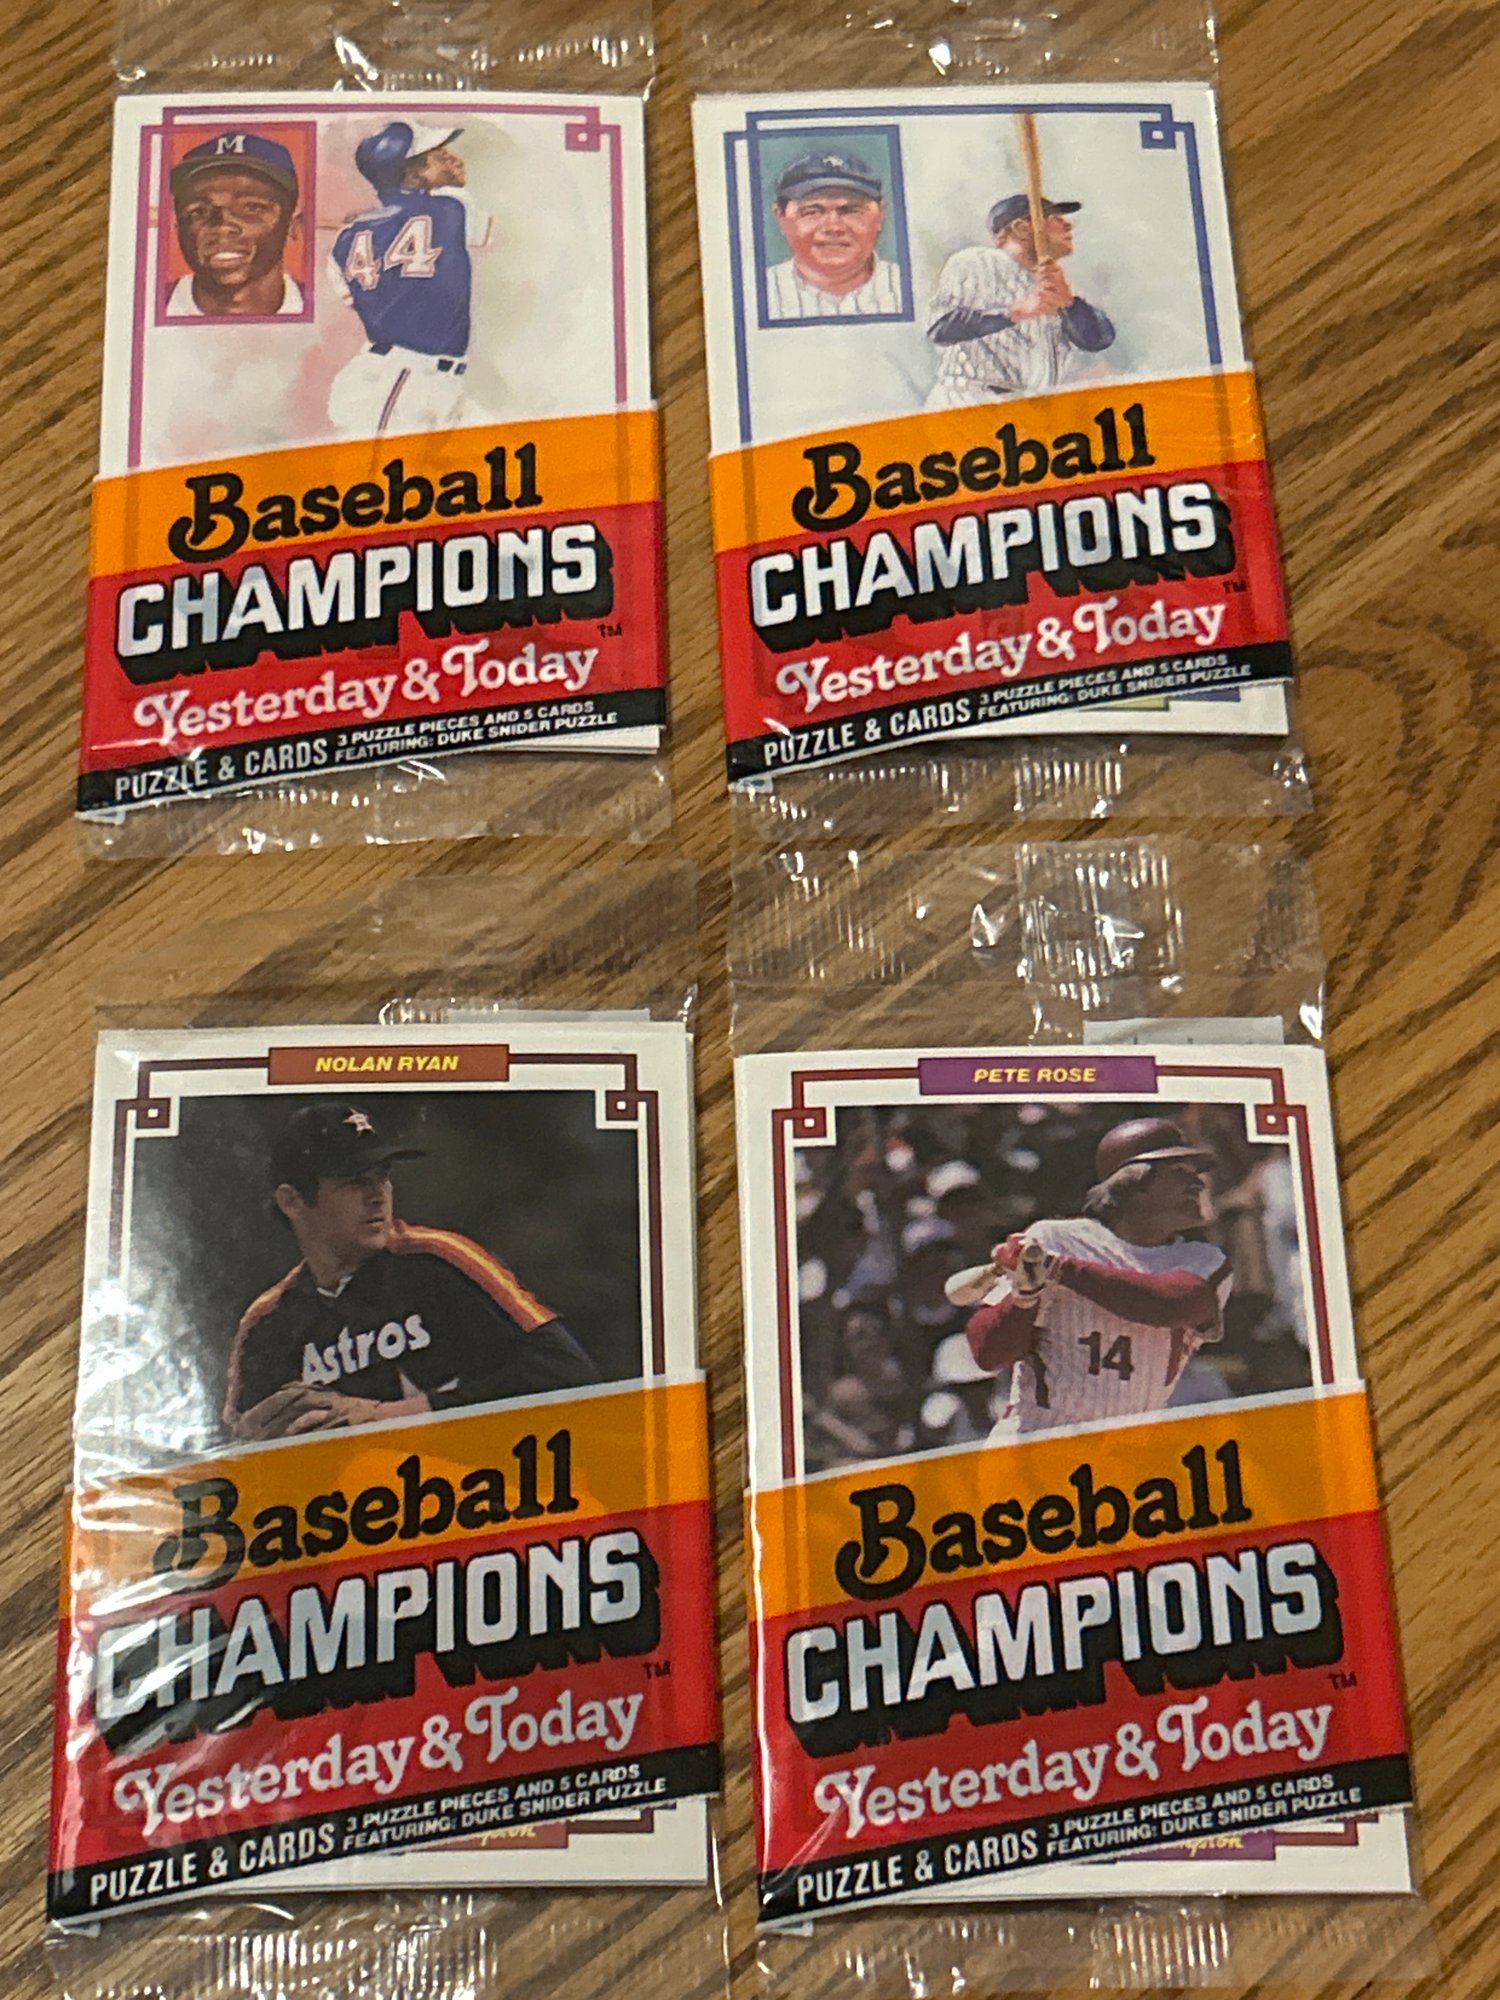 M
44
Baseball
CHAMPIONS
TM
Yesterday & Today
PUZZLE & CARDS
3 PUZZLE PIECES AND 5 CARDS
FEATURING: DUKE SNIDER PUZZLE
Baseball
CHAMPIONS
TM
Yesterday & Today
PUZZLE & CARDS
3 PUZZLE PIECES AND 5 CARDS
FEATURING: DUKE SNIDER PUZZLE
NOLAN RYAN
Astros
Baseball
CHAMPIONS
TM
Yesterday & Today
PUZZLE & CARDS
3 PUZZLE PIECES AND 5 CARDS
FEATURING: DUKE SNIDER PUZZLE
PETE ROSE
14
Baseball
CHAMPIONS
TM
Yesterday & Today
PUZZLE & CARDS
3 PUZZLE PIECES AND 5 CARDS
FEATURING: DUKE SNIDER PUZZLE